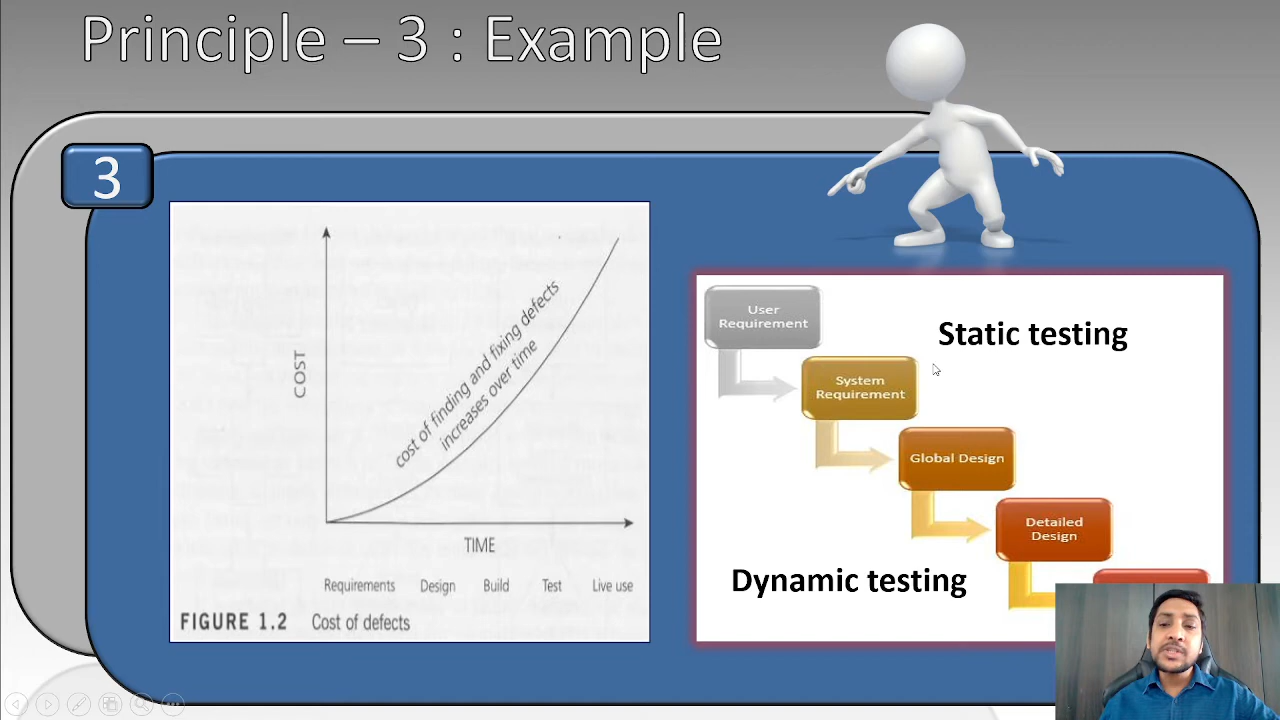 Principle – 3 : Example
3
COST
cost of finding and fixing defects
increases over time
TIME
Requirements Design Build Test Live use
FIGURE 1.2 Cost of defects
User
Requirement
Static testing
System
Requirement
Global Design
Detailed
Design
Dynamic testing